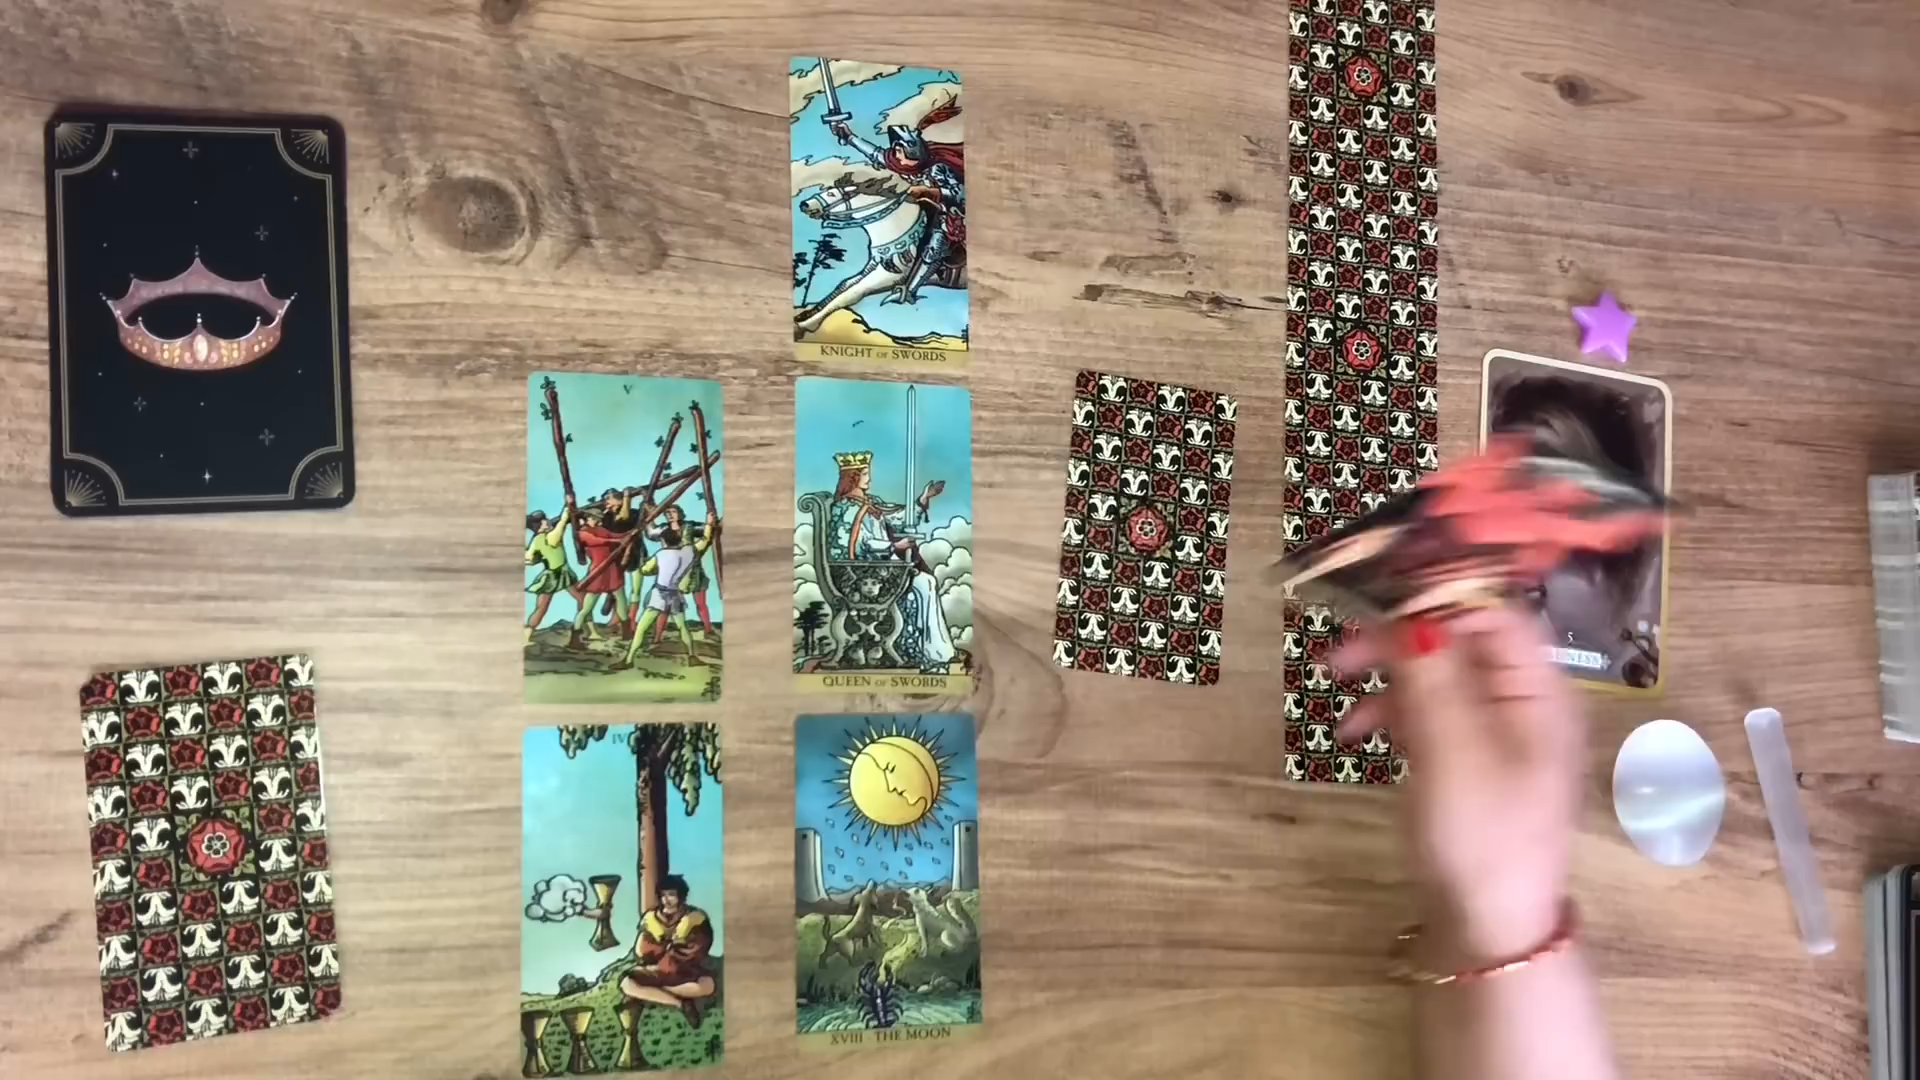 KNIGHT OF SWORDS
V
QUEEN OF SWORDS
5
IV
XVIII · THE MOON